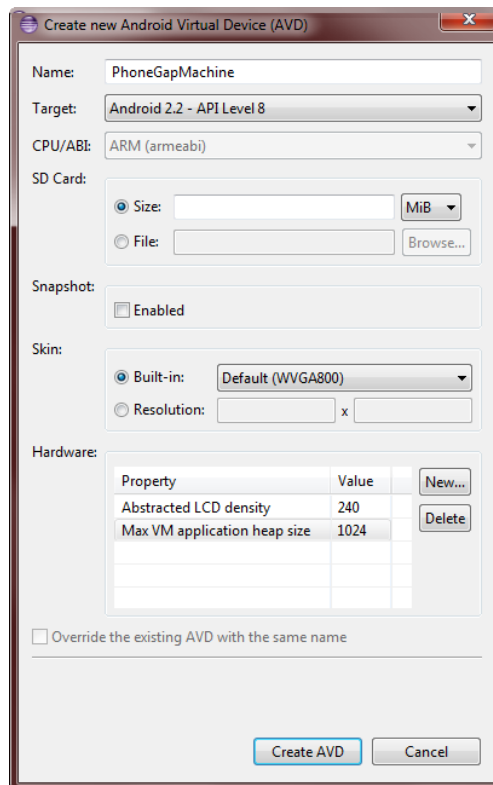 Create new Android Virtual Device (AVD)
Name: PhoneGapMachine
Target: Android 2.2 - API Level 8
CPU/ABI: ARM (armeabi)
SD Card:
Size: MiB
File: Browse...
Snapshot:
Enabled
Skin:
Built-in: Default (WVGA800)
Resolution: x
Hardware:
Property Value New...
Abstracted LCD density 240
Delete
Max VM application heap size 1024
Override the existing AVD with the same name
Create AVD Cancel